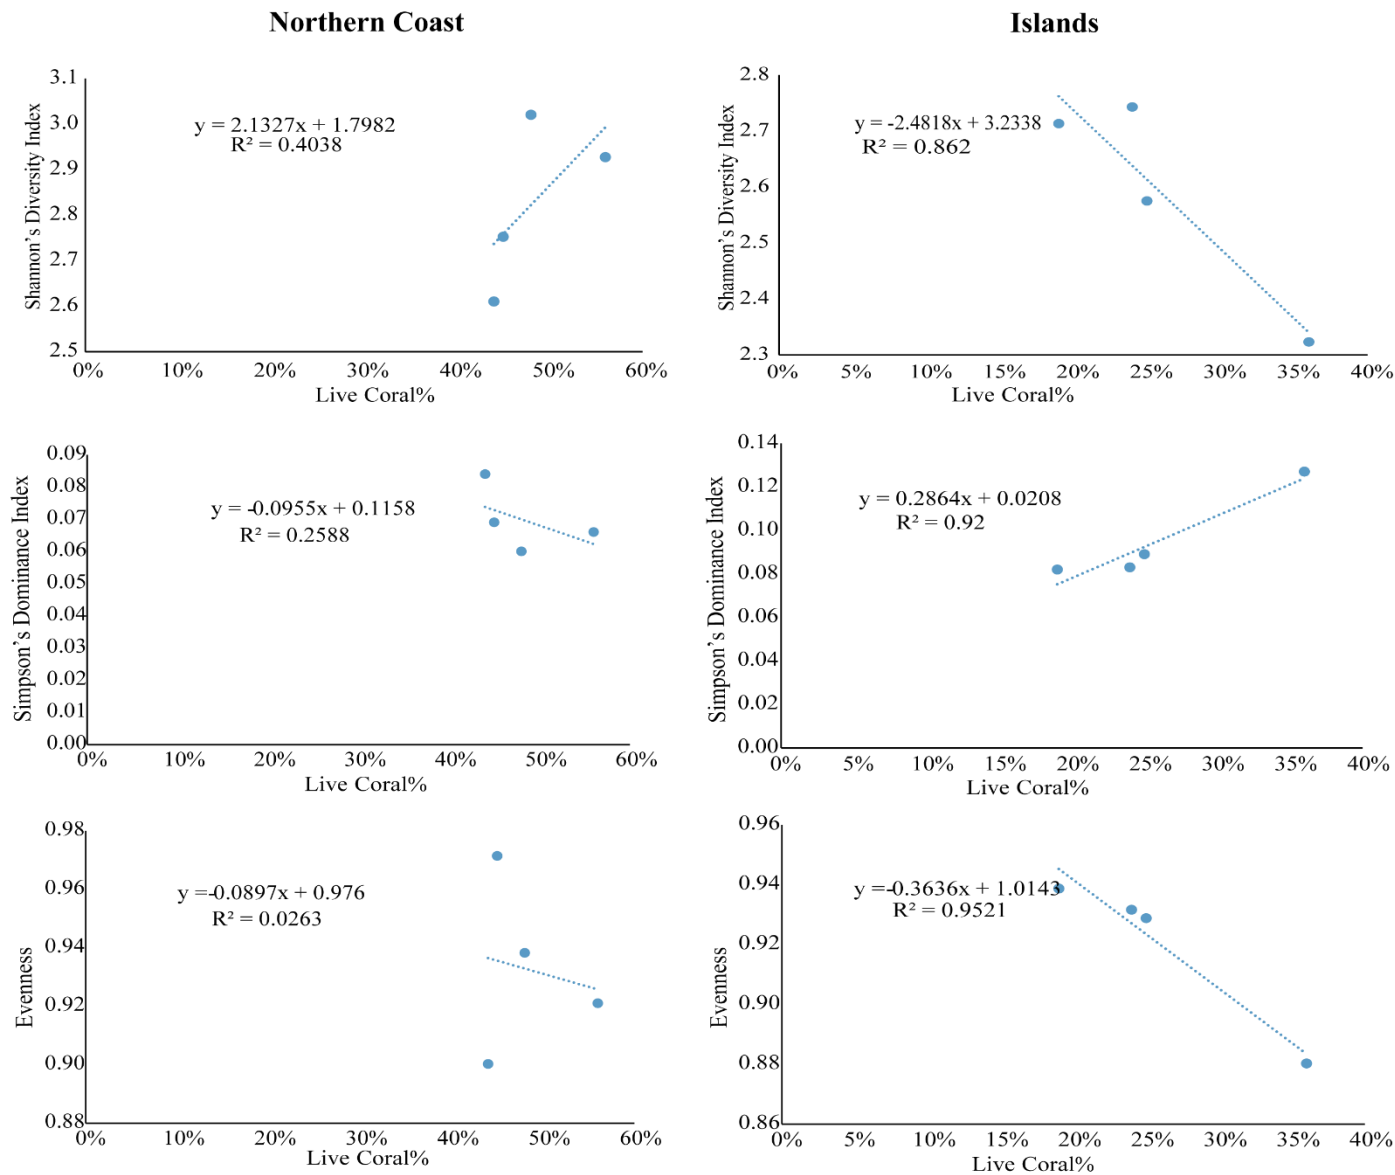 Northern Coast
Islands
3.1
3.0
2.9
2.8
2.7
2.6
2.5
Shannon's Diversity Index
y = 2.1327x + 1.7982
R² = 0.4038
0% 10% 20% 30% 40% 50% 60%
Live Coral%
2.8
2.7
2.6
2.5
2.4
2.3
Shannon's Diversity Index
y = -2.4818x + 3.2338
R² = 0.862
0% 5% 10% 15% 20% 25% 30% 35% 40%
Live Coral%
0.09
0.08
0.07
0.06
0.05
0.04
0.03
0.02
0.01
0.00
Simpson's Dominance Index
y = -0.0955x + 0.1158
R² = 0.2588
0% 10% 20% 30% 40% 50% 60%
Live Coral%
0.14
0.12
0.10
0.08
0.06
0.04
0.02
0.00
Simpson's Dominance Index
y = 0.2864x + 0.0208
R² = 0.92
0% 5% 10% 15% 20% 25% 30% 35% 40%
Live Coral%
0.98
0.96
0.94
0.92
0.90
0.88
Evenness
y =-0.0897x + 0.976
R² = 0.0263
0% 10% 20% 30% 40% 50% 60%
Live Coral%
0.96
0.94
0.92
0.90
0.88
0.86
Evenness
y =-0.3636x + 1.0143
R² = 0.9521
0% 5% 10% 15% 20% 25% 30% 35% 40%
Live Coral%